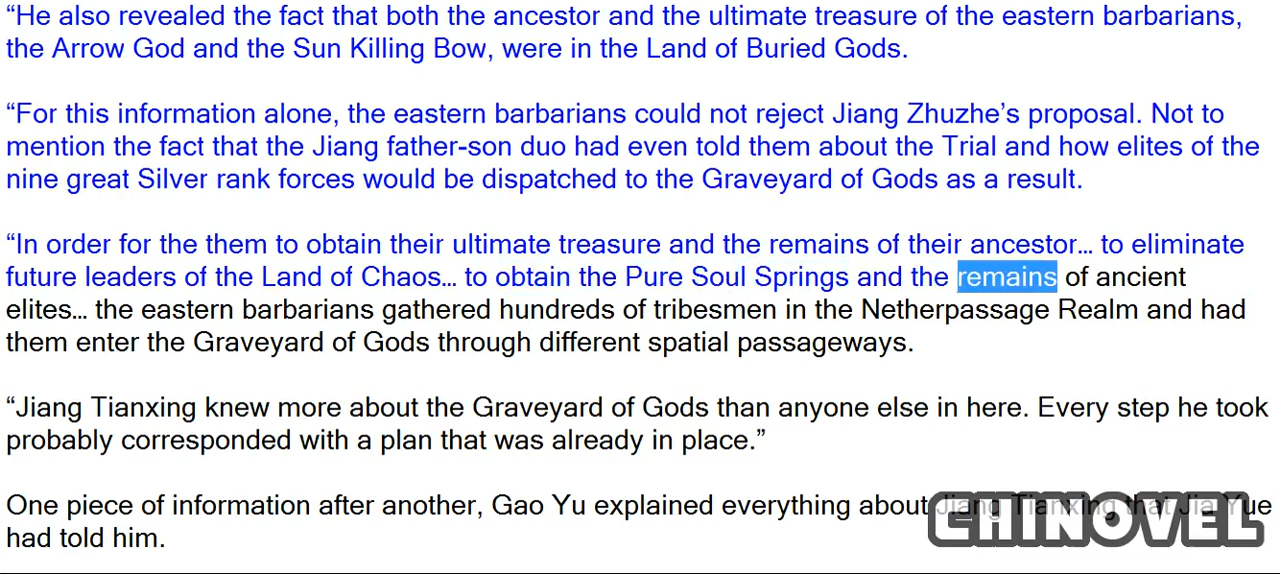 “He also revealed the fact that both the ancestor and the ultimate treasure of the eastern barbarians,
the Arrow God and the Sun Killing Bow, were in the Land of Buried Gods.
“For this information alone, the eastern barbarians could not reject Jiang Zhuzhe’s proposal. Not to
mention the fact that the Jiang father-son duo had even told them about the Trial and how elites of the
nine great Silver rank forces would be dispatched to the Graveyard of Gods as a result.
“In order for the them to obtain their ultimate treasure and the remains of their ancestor... to eliminate
future leaders of the Land of Chaos... to obtain the Pure Soul Springs and the remains of ancient
elites... the eastern barbarians gathered hundreds of tribesmen in the Netherpassage Realm and had
them enter the Graveyard of Gods through different spatial passageways.
“Jiang Tianxing knew more about the Graveyard of Gods than anyone else in here. Every step he took
probably corresponded with a plan that was already in place.”
One piece of information after another, Gao Yu explained everything about Jiang Tianxing that Jia Yue
had told him.
CHINOVEL